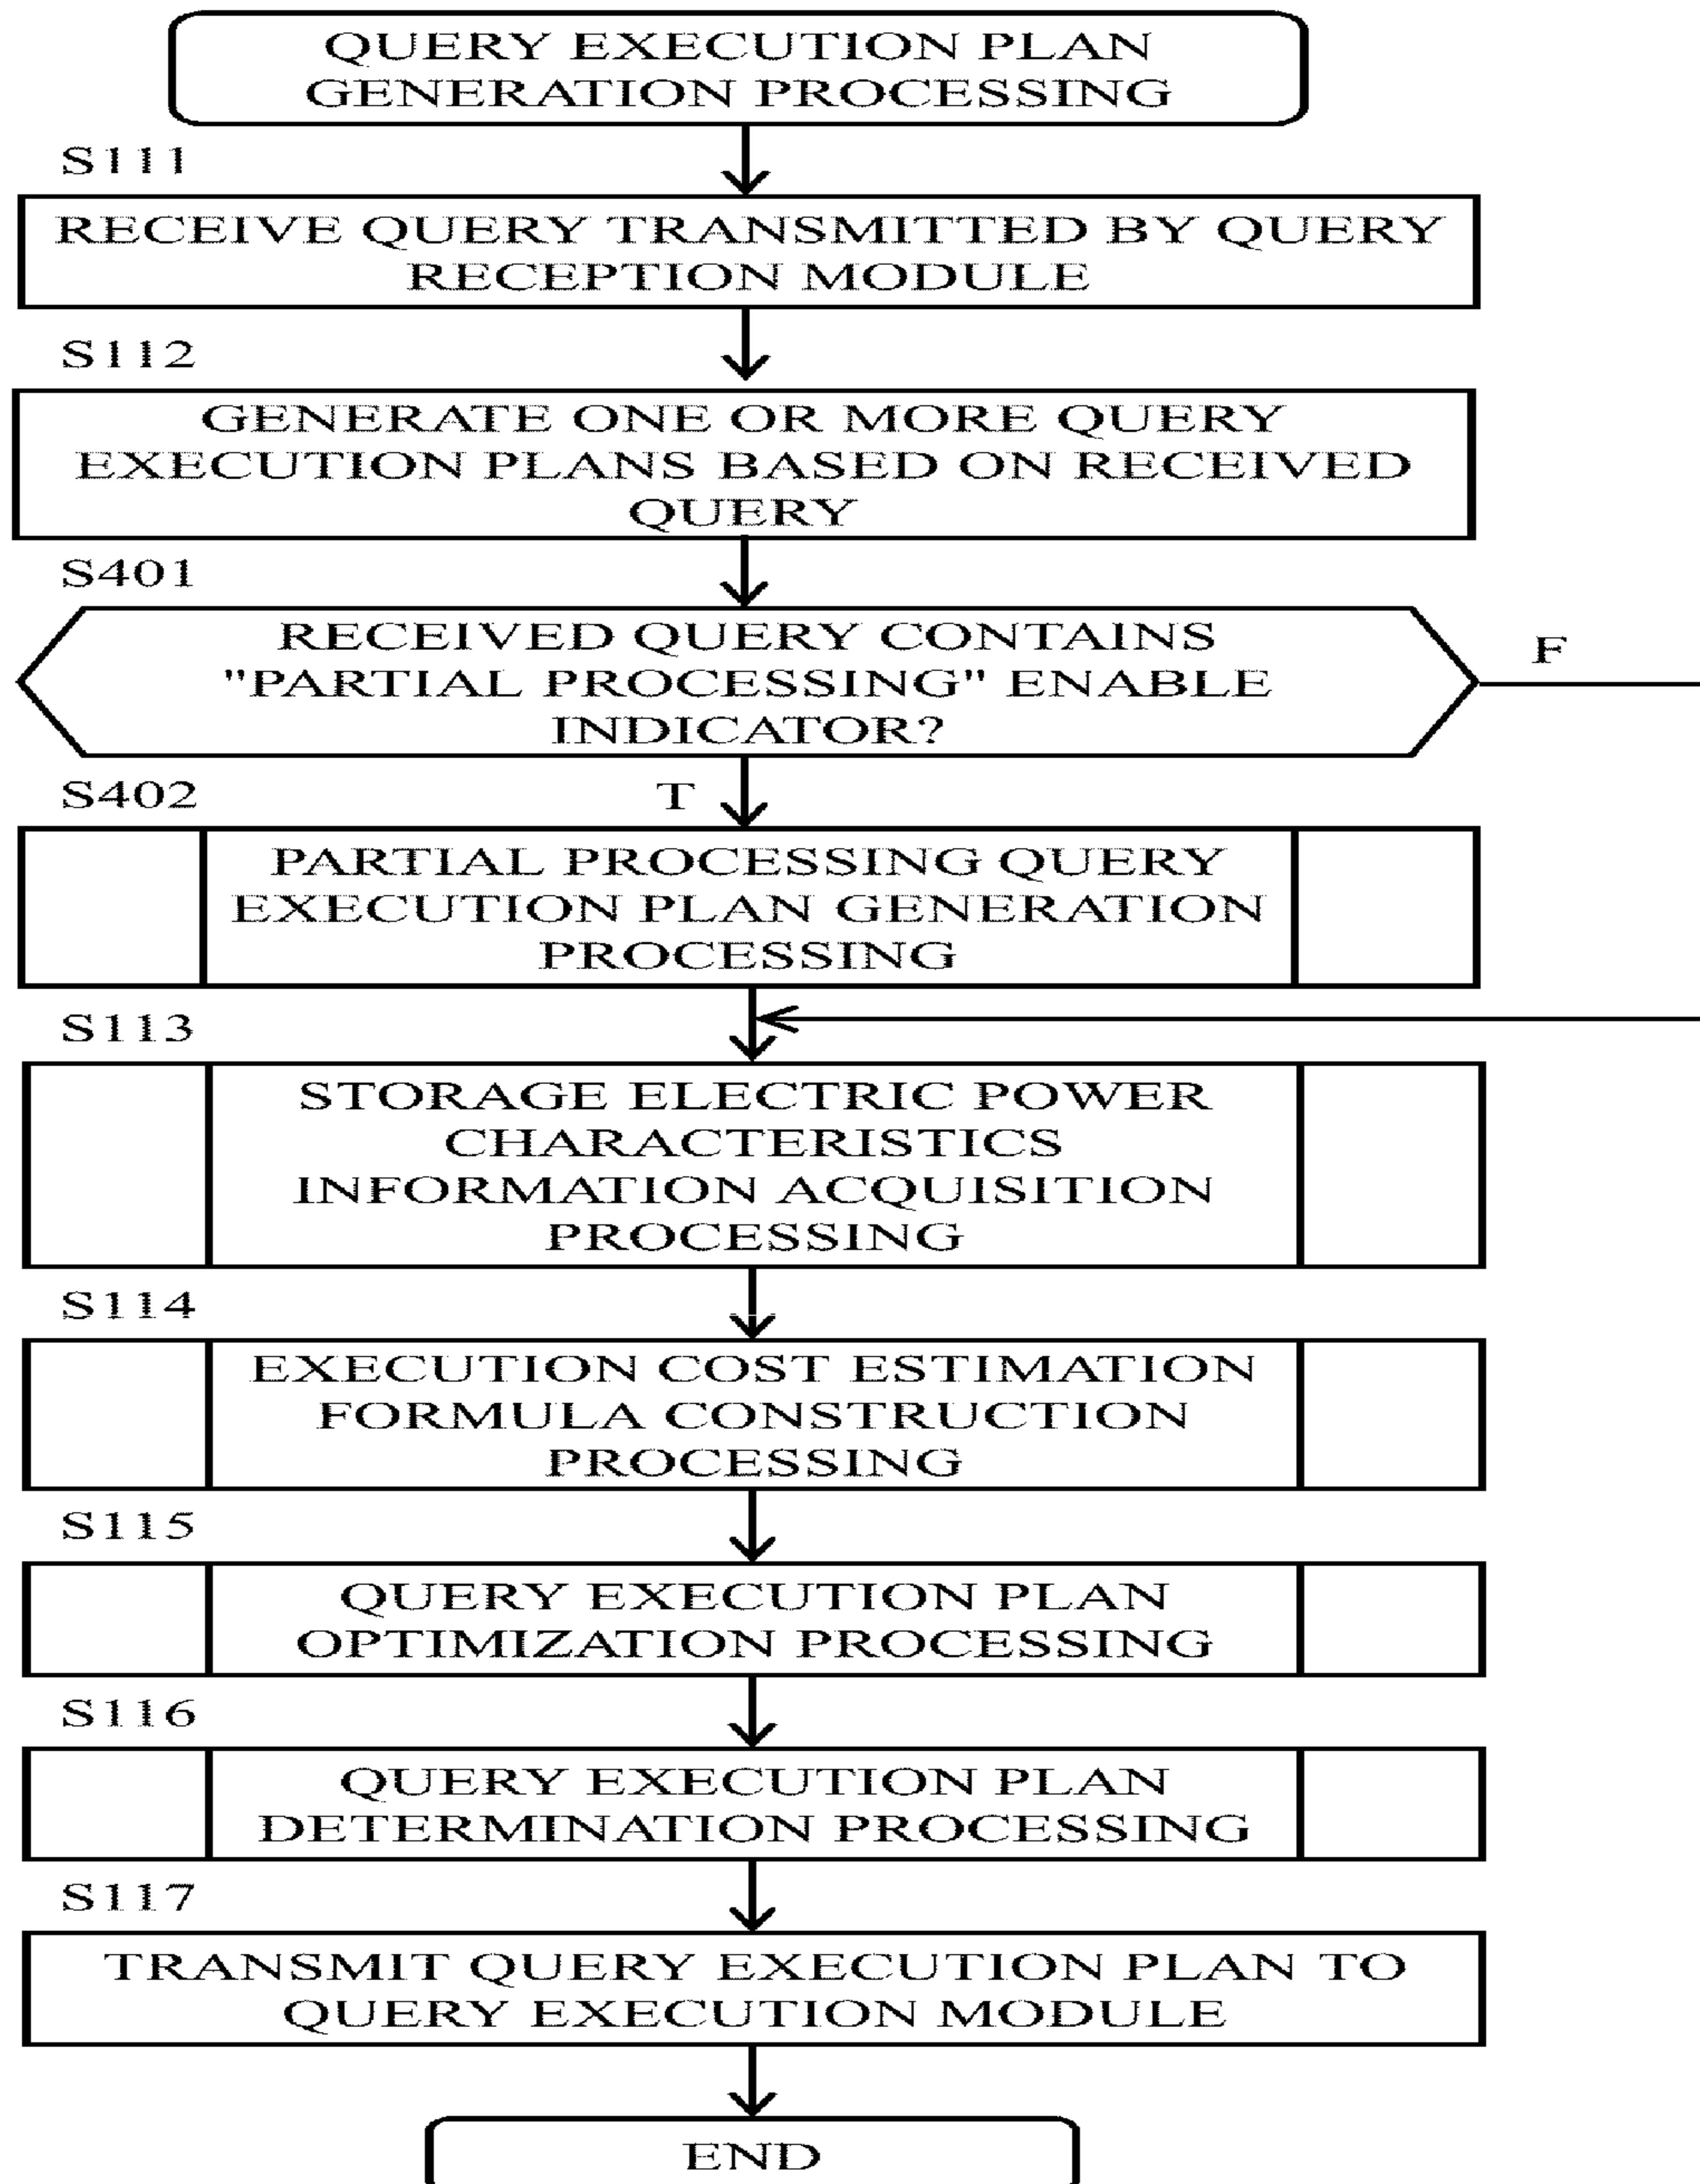 QUERY EXECUTION PLAN
GENERATION PROCESSING
S111
RECEIVE QUERY TRANSMITTED BY QUERY
RECEPTION MODULE
S112
GENERATE ONE OR MORE QUERY
EXECUTION PLANS BASED ON RECEIVED
QUERY
S401
RECEIVED QUERY CONTAINS
"PARTIAL PROCESSING" ENABLE
INDICATOR?
F
S402
T
PARTIAL PROCESSING QUERY
EXECUTION PLAN GENERATION
PROCESSING
S113
STORAGE ELECTRIC POWER
CHARACTERISTICS
INFORMATION ACQUISITION
PROCESSING
S114
EXECUTION COST ESTIMATION
FORMULA CONSTRUCTION
PROCESSING
S115
QUERY EXECUTION PLAN
OPTIMIZATION PROCESSING
S116
QUERY EXECUTION PLAN
DETERMINATION PROCESSING
S117
TRANSMIT QUERY EXECUTION PLAN TO
QUERY EXECUTION MODULE
END